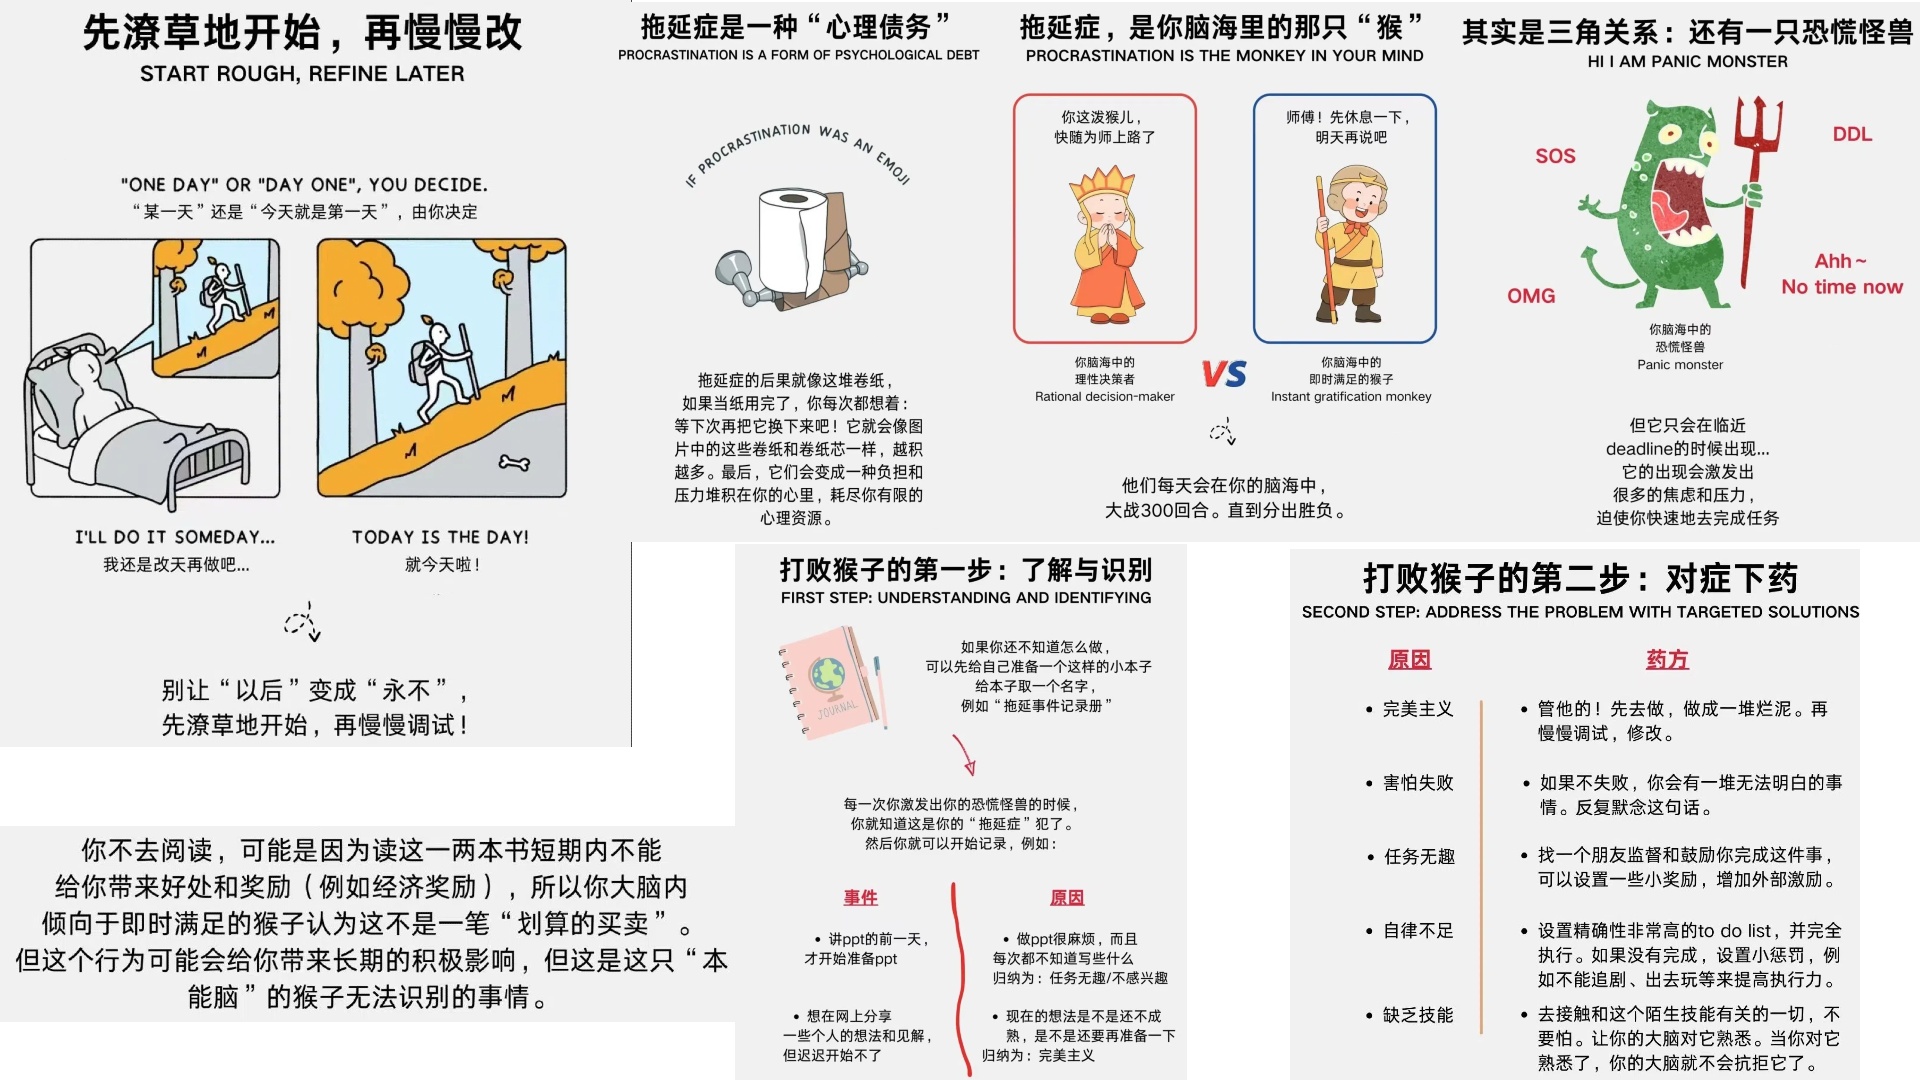 先潦草地开始，再慢慢改
START ROUGH, REFINE LATER
"ONE DAY" OR "DAY ONE", YOU DECIDE.
“某一天”还是“今天就是第一天”，由你决定
I'LL DO IT SOMEDAY...
我还是改天再做吧...
TODAY IS THE DAY!
就今天啦！
别让“以后”变成“永不”，
先潦草地开始，再慢慢调试！
你不去阅读，可能是因为读这一两本书短期内不能
给你带来好处和奖励（例如经济奖励），所以你大脑内
倾向于即时满足的猴子认为这不是一笔“划算的买卖”。
但这个行为可能会给你带来长期的积极影响，但这是这只“本
能脑”的猴子无法识别的事情。
拖延症是一种“心理债务”
PROCRASTINATION IS A FORM OF PSYCHOLOGICAL DEBT
IF PROCRASTINATION WAS AN EMOJI
拖延症的后果就像这堆卷纸，
如果当纸用完了，你每次都想着：
等下次再把它换下来吧！它就会像图
片中的这些卷纸和卷纸芯一样，越积
越多。最后，它们会变成一种负担和
压力堆积在你的心里，耗尽你有限的
心理资源。
拖延症，是你脑海里的那只“猴”
PROCRASTINATION IS THE MONKEY IN YOUR MIND
你这泼猴儿，
快随为师上路了
师傅！先休息一下，
明天再说吧
你脑海中的
理性决策者
Rational decision-maker
VS
你脑海中的
即时满足的猴子
Instant gratification monkey
他们每天会在你的脑海中，
大战300回合。直到分出胜负。
其实是三角关系：还有一只恐慌怪兽
HI I AM PANIC MONSTER
SOS
DDL
OMG
Ahh~
No time now
你脑海中的
恐慌怪兽
Panic monster
但它只会在临近
deadline的时候出现...
它的出现会激发出
很多的焦虑和压力，
迫使你快速地去完成任务
打败猴子的第一步：了解与识别
FIRST STEP: UNDERSTANDING AND IDENTIFYING
JOURNAL
如果你还不知道怎么做，
可以先给自己准备一个这样的小本子
给本子取一个名字，
例如“拖延事件记录册”
每一次你激发出你的恐慌怪兽的时候，
你就知道这是你的“拖延症”犯了。
然后你就可以开始记录，例如：
事件
• 讲ppt的前一天，
才开始准备ppt
• 想在网上分享
一些个人的想法和见解，
但迟迟开始不了
原因
• 做ppt很麻烦，而且
每次都不知道写些什么
归纳为：任务无趣/不感兴趣
• 现在的想法是不是还不成
熟，是不是还要再准备一下
归纳为：完美主义
打败猴子的第二步：对症下药
SECOND STEP: ADDRESS THE PROBLEM WITH TARGETED SOLUTIONS
原因
药方
• 完美主义
• 管他的！先去做，做成一堆烂泥。再
慢慢调试，修改。
• 害怕失败
• 如果不失败，你会有一堆无法明白的事
情。反复默念这句话。
• 任务无趣
• 找一个朋友监督和鼓励你完成这件事，
可以设置一些小奖励，增加外部激励。
• 自律不足
• 设置精确性非常高的to do list，并完全
执行。如果没有完成，设置小惩罚，例
如不能追剧、出去玩等来提高执行力。
• 缺乏技能
• 去接触和这个陌生技能有关的一切，不
要怕。让你的大脑对它熟悉。当你对它
熟悉了，你的大脑就不会抗拒它了。